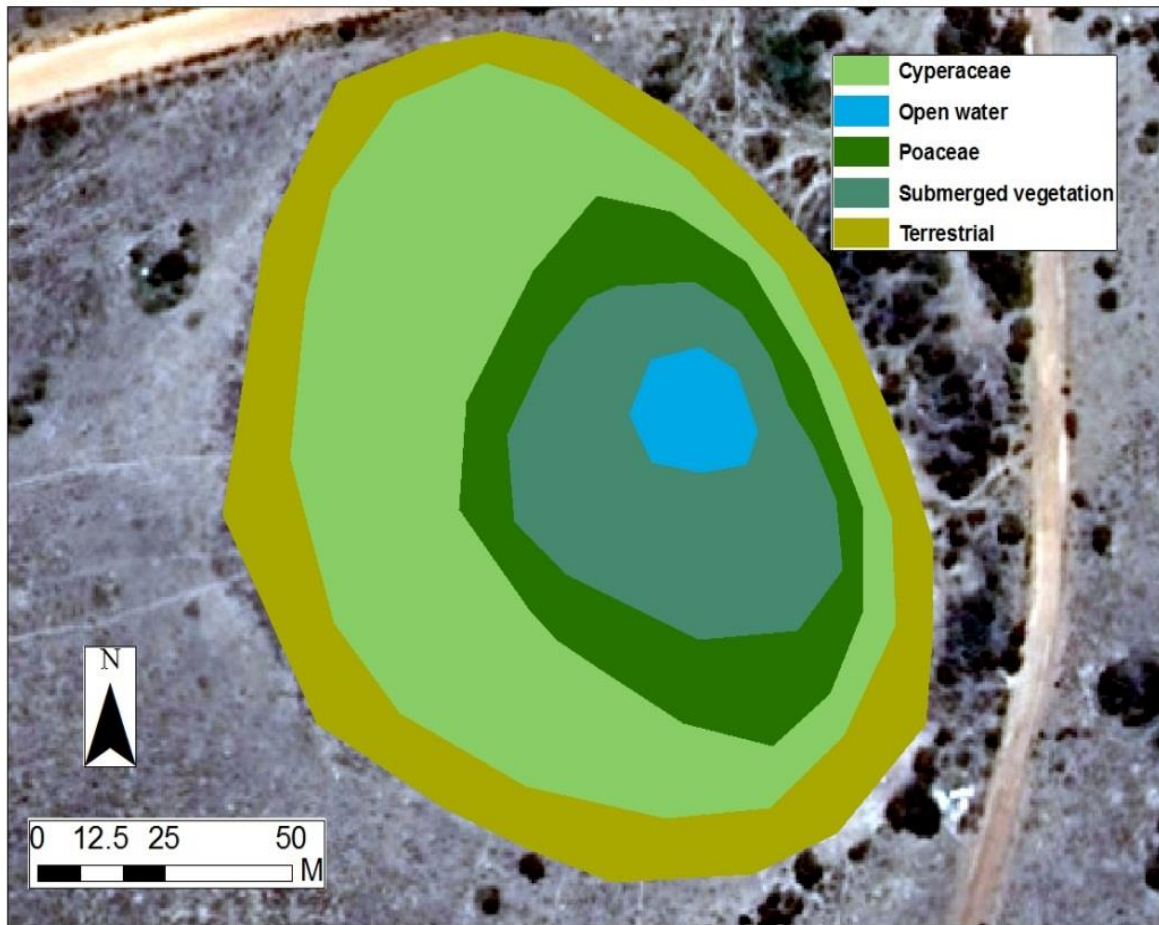 Cyperaceae
Open water
Poaceae
Submerged vegetation
Terrestrial
N
0 12.5 25 50
M